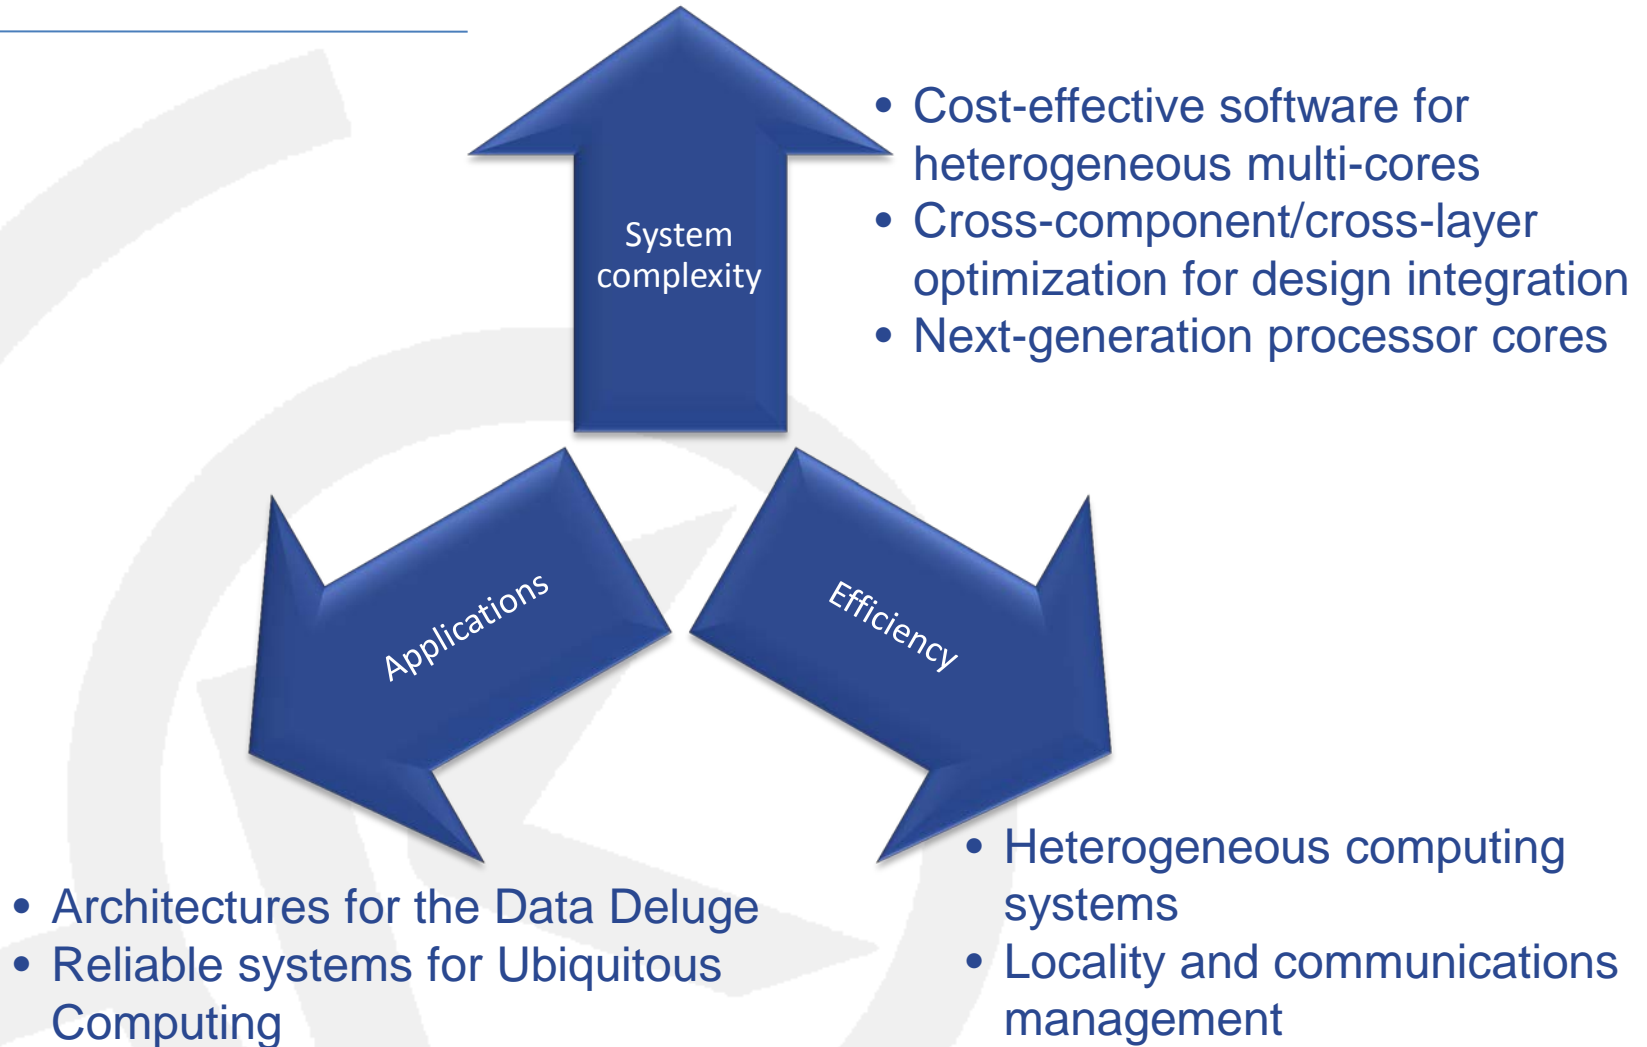 • Cost-effective software for
heterogeneous multi-cores
• Cross-component/cross-layer
optimization for design integration
• Next-generation processor cores
System
complexity
Applications
Efficiency
• Heterogeneous computing
systems
• Locality and communications
management
• Architectures for the Data Deluge
• Reliable systems for Ubiquitous
Computing